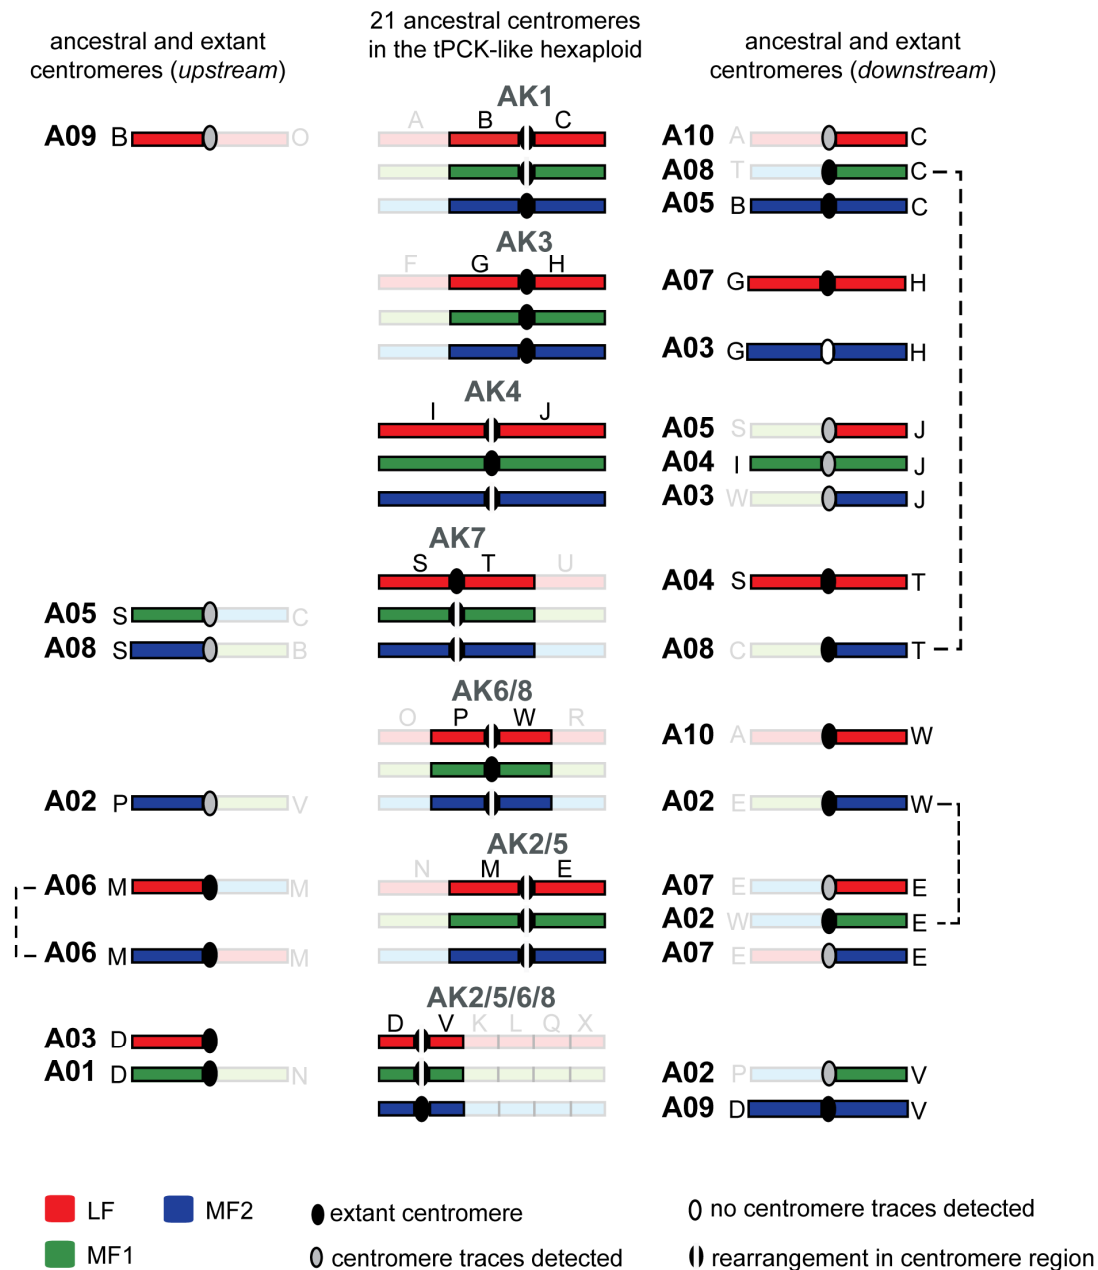 ancestral and extant
centromeres (upstream)
21 ancestral centromeres
in the tPCK-like hexaploid
ancestral and extant
centromeres (downstream)
AK1
A B C
A09 B O
A10 A C
A08 T C
A05 B C
AK3
F G H
A07 G H
A03 G H
AK4
I J
A05 S J
A04 I J
A03 W J
AK7
S T U
A04 S T
A05 S C
A08 S B
A08 C T
AK6/8
O P W R
A10 A W
A02 P V
A02 E W
AK2/5
N M E
A06 M M
A07 E E
A02 W E
A06 M M
A07 E E
AK2/5/6/8
D V K L Q X
A03 D
A01 D N
A02 P V
A09 D V
LF
MF2
MF1
extant centromere
centromere traces detected
no centromere traces detected
rearrangement in centromere region